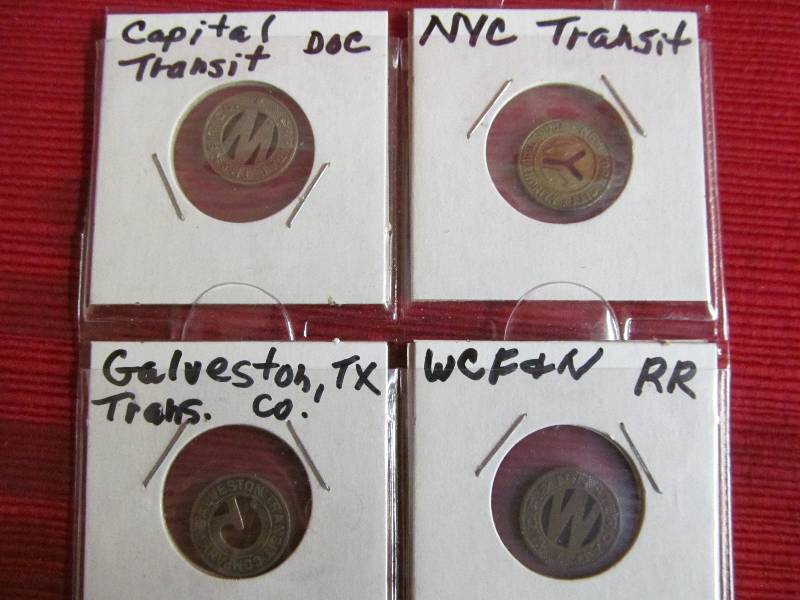 Capital DOC
Transit
NYC Transit
Galveston, TX
Trans. Co.
GALVESTON TRANSIT COMPANY
WCF&N RR
W